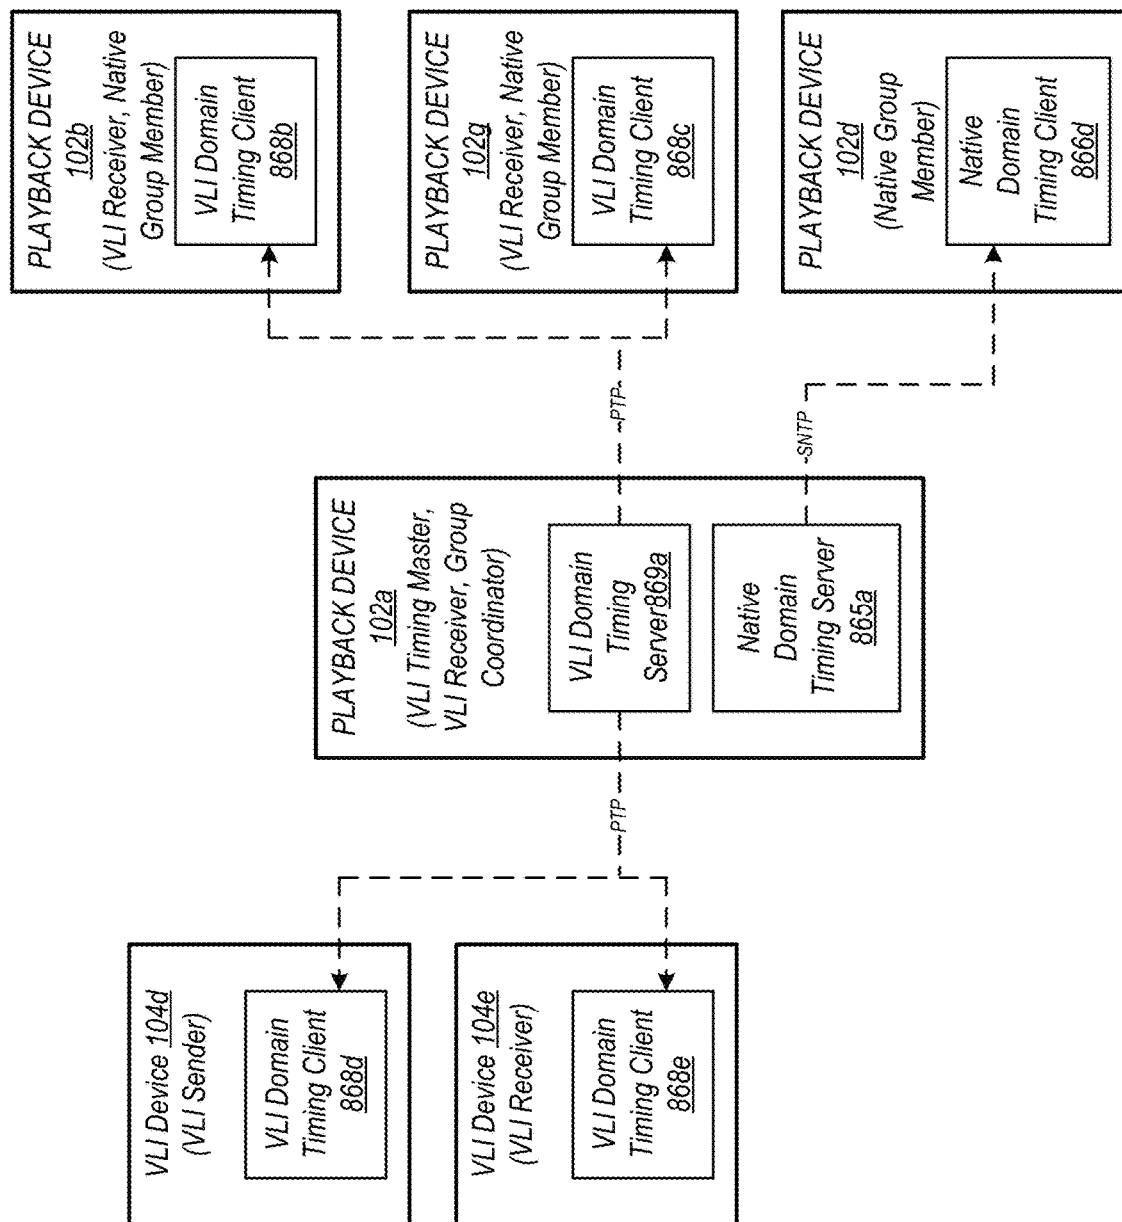 PLAYBACK DEVICE
102b
(VLI Receiver, Native
Group Member)
VLI Domain
Timing Client
868b
PLAYBACK DEVICE
102g
(VLI Receiver, Native
Group Member)
VLI Domain
Timing Client
868c
PLAYBACK DEVICE
102d
(Native Group
Member)
Native
Domain
Timing Client
866d
PTP
SNTP
PLAYBACK DEVICE
102a
(VLI Timing Master,
VLI Receiver, Group
Coordinator)
VLI Domain
Timing
Server869a
Native
Domain
Timing Server
865a
PTP
VLI Device 104d
(VLI Sender)
VLI Domain
Timing Client
868d
VLI Device 104e
(VLI Receiver)
VLI Domain
Timing Client
868e